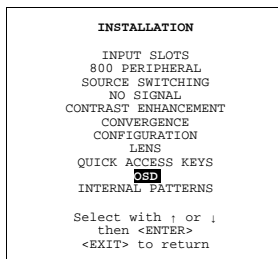 INSTALLATION
INPUT SLOTS
800 PERIPHERAL
SOURCE SWITCHING
NO SIGNAL
CONTRAST ENHANCEMENT
CONVERGENCE
CONFIGURATION
LENS
QUICK ACCESS KEYS
OSD
INTERNAL PATTERNS
Select with ↑ or ↓
then <ENTER>
<EXIT> to return